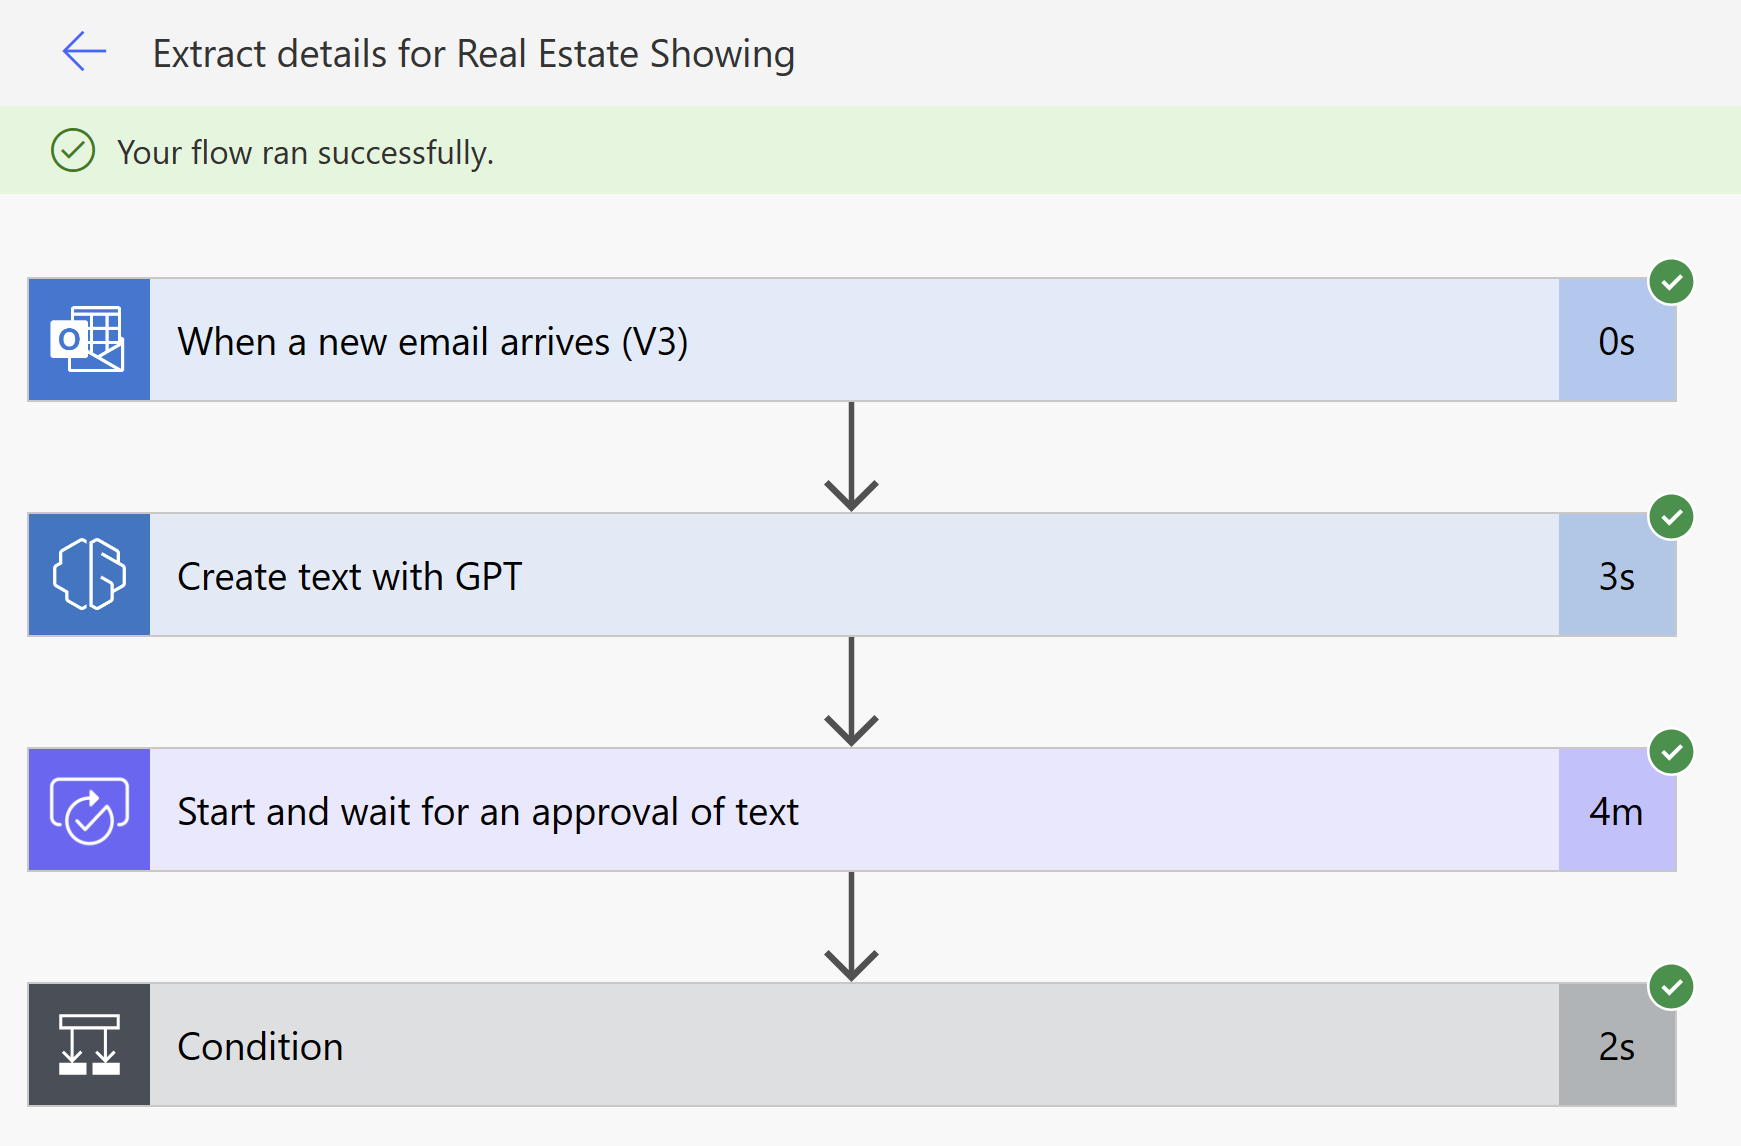 Extract details for Real Estate Showing
Your flow ran successfully.
When a new email arrives (V3)
0s
Create text with GPT
3s
Start and wait for an approval of text
4m
Condition
2s